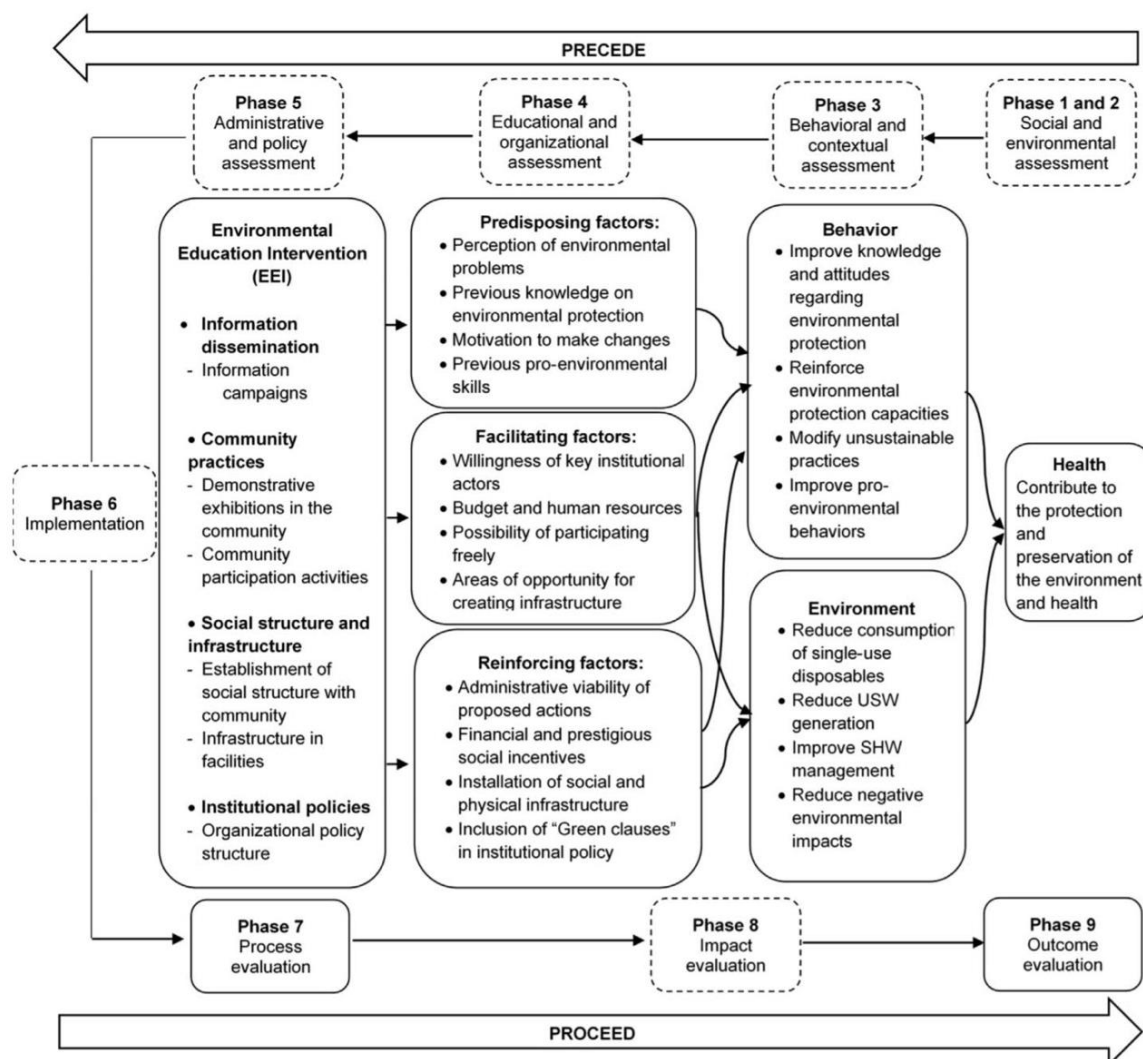 PRECEDE
Phase 5
Administrative
and policy
assessment
Phase 4
Educational and
organizational
assessment
Phase 3
Behavioral and
contextual
assessment
Phase 1 and 2
Social and
environmental
assessment
Environmental
Education Intervention
(EEI)
• Information
dissemination
- Information
campaigns
• Community
practices
- Demonstrative
exhibitions in the
community
- Community
participation activities
• Social structure and
infrastructure
- Establishment of
social structure with
community
- Infrastructure in
facilities
• Institutional policies
- Organizational policy
structure
Predisposing factors:
• Perception of environmental
problems
• Previous knowledge on
environmental protection
• Motivation to make changes
• Previous pro-environmental
skills
Facilitating factors:
• Willingness of key institutional
actors
• Budget and human resources
• Possibility of participating
freely
• Areas of opportunity for
creating infrastructure
Reinforcing factors:
• Administrative viability of
proposed actions
• Financial and prestigious
social incentives
• Installation of social and
physical infrastructure
• Inclusion of “Green clauses”
in institutional policy
Behavior
• Improve knowledge
and attitudes
regarding
environmental
protection
• Reinforce
environmental
protection capacities
• Modify unsustainable
practices
• Improve pro-
environmental
behaviors
Environment
• Reduce consumption
of single-use
disposables
• Reduce USW
generation
• Improve SHW
management
• Reduce negative
environmental
impacts
Health
Contribute to
the protection
and
preservation of
the environment
and health
Phase 6
Implementation
Phase 7
Process
evaluation
Phase 8
Impact
evaluation
Phase 9
Outcome
evaluation
PROCEED